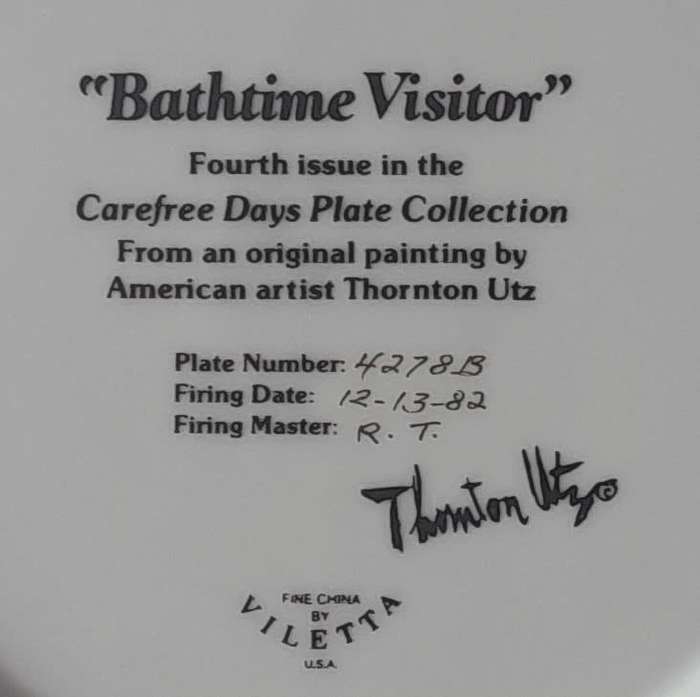 "Bathtime Visitor"
Fourth issue in the
Carefree Days Plate Collection
From an original painting by
American artist Thornton Utz
Plate Number: 4278B
Firing Date: 12-13-82
Firing Master: R. T.
Thornton Utz ©
FINE CHINA
BY
VILETTA
U.S.A.